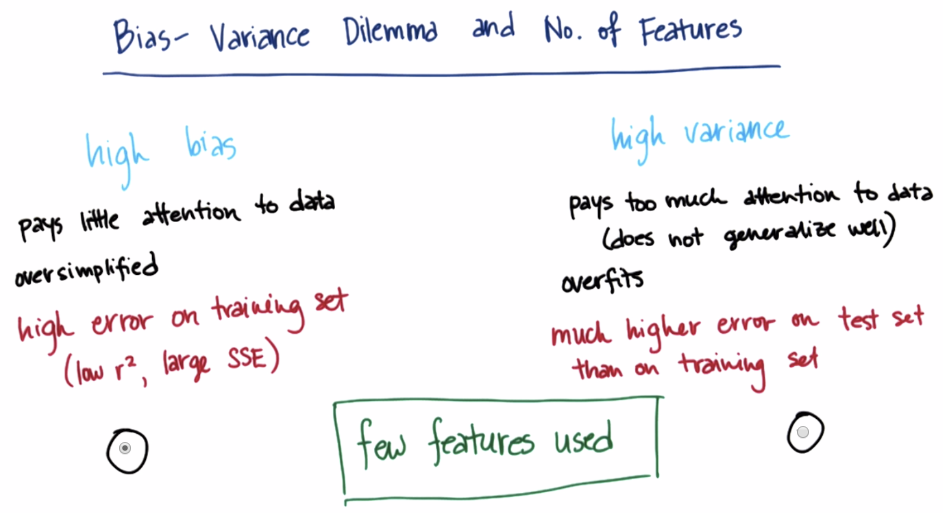 Bias-Variance Dilemma and No. of Features
high bias
pays little attention to data
oversimplified
high error on training set
(low r², large SSE)
high variance
pays too much attention to data
(does not generalize well)
overfits
much higher error on test set
than on training set
few features used